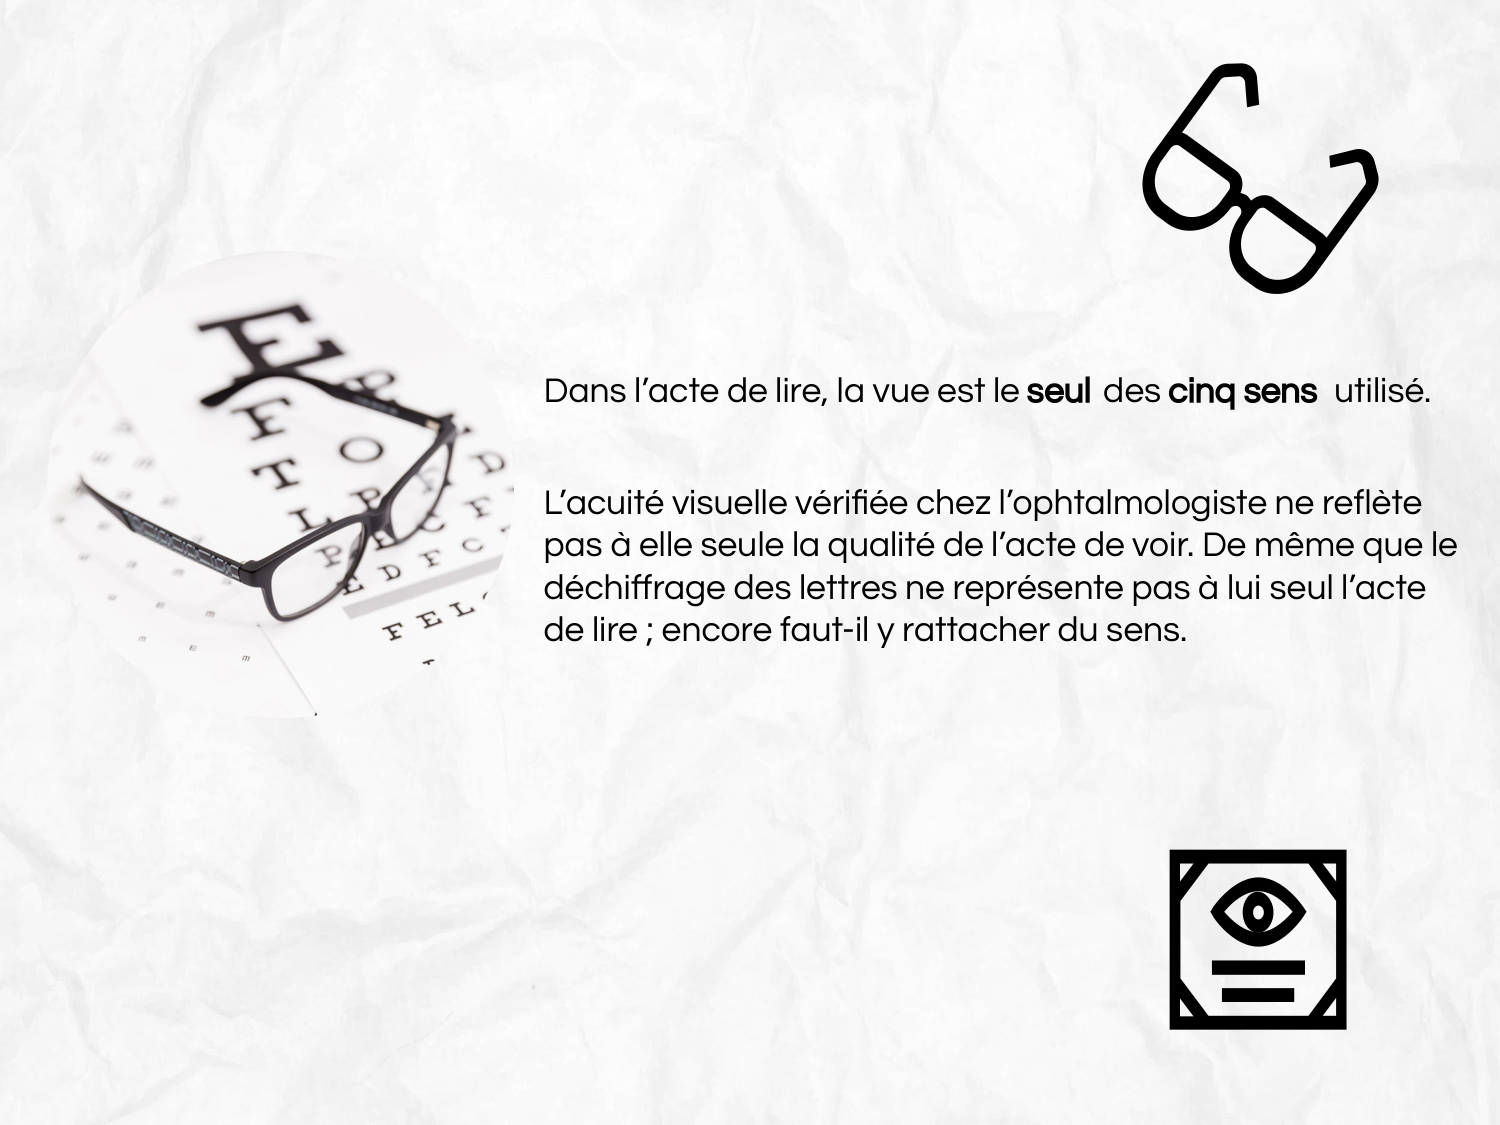 E
F
T O
L P
D
F
C
P C F
E D F C
F E L
Dans l’acte de lire, la vue est le seul des cinq sens utilisé.
L’acuité visuelle vérifiée chez l’ophtalmologiste ne reflète
pas à elle seule la qualité de l’acte de voir. De même que le
déchiffrage des lettres ne représente pas à lui seul l’acte
de lire ; encore faut-il y rattacher du sens.